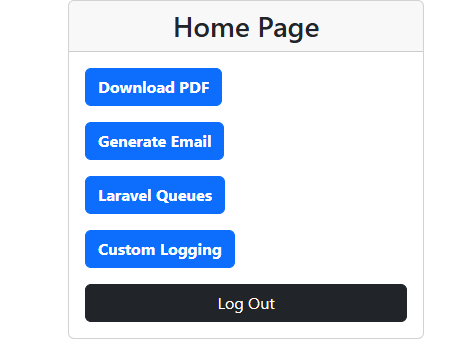 Home Page
Download PDF
Generate Email
Laravel Queues
Custom Logging
Log Out